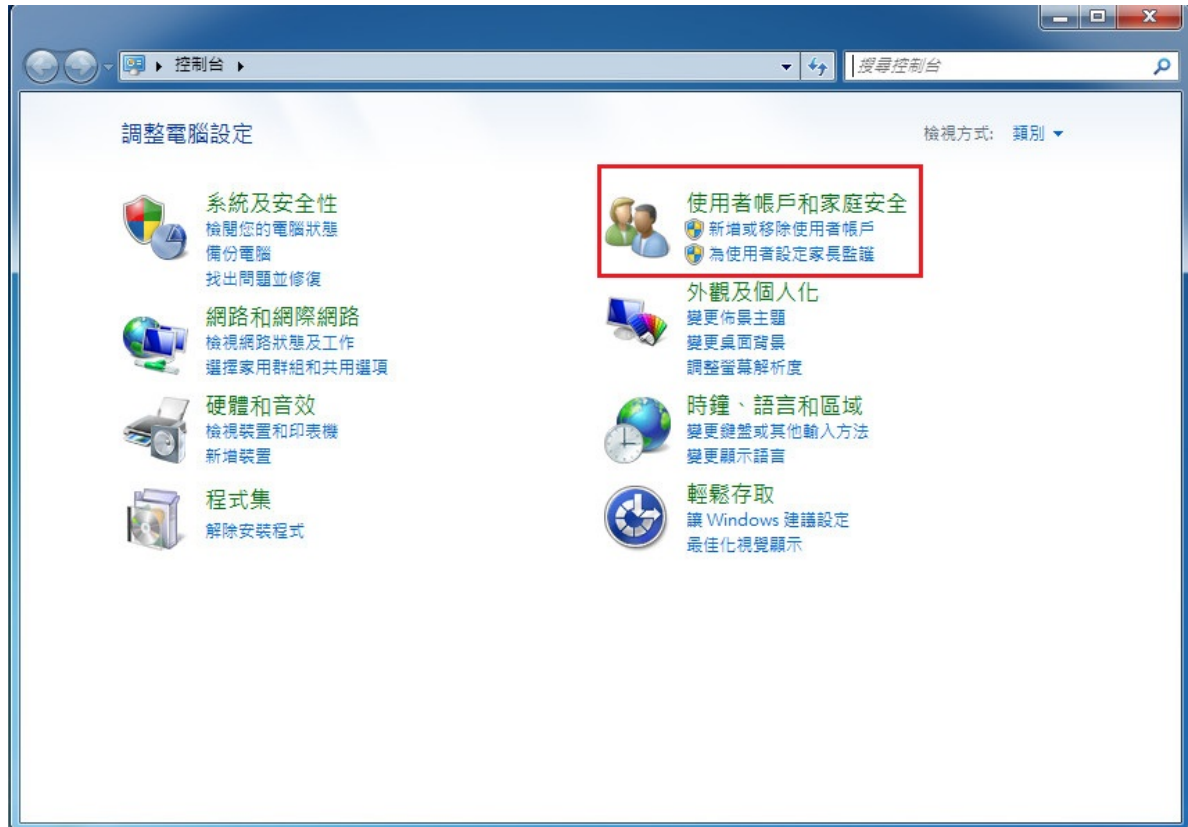 控制台
搜尋控制台
調整電腦設定
檢視方式: 類別
系統及安全性
檢閱您的電腦狀態
備份電腦
找出問題並修復
網路和網際網路
檢視網路狀態及工作
選擇家用群組和共用選項
硬體和音效
檢視裝置和印表機
新增裝置
程式集
解除安裝程式
使用者帳戶和家庭安全
新增或移除使用者帳戶
為使用者設定家長監護
外觀及個人化
變更佈景主題
變更桌面背景
調整螢幕解析度
時鐘、語言和區域
變更鍵盤或其他輸入方法
變更顯示語言
輕鬆存取
讓 Windows 建議設定
最佳化視覺顯示